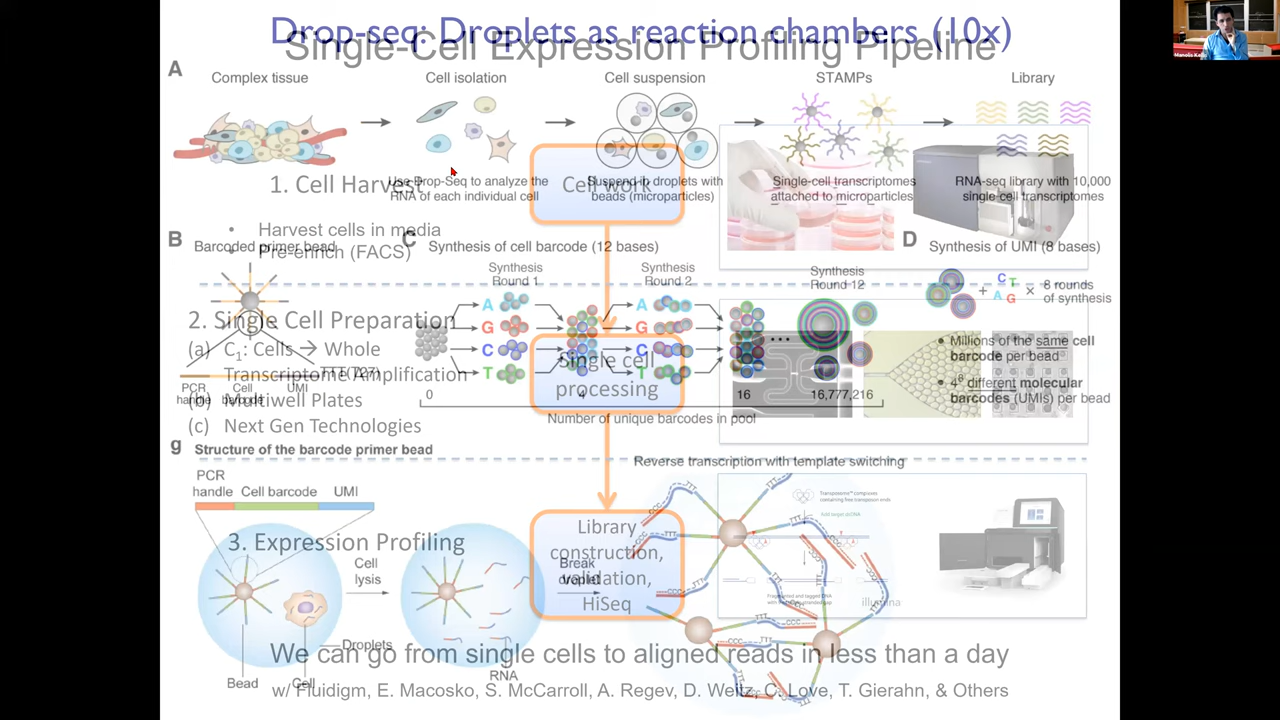 Drop-seq: Droplets as reaction chambers (10x)
Single-Cell Expression Profiling Pipeline
A
Complex tissue
Cell isolation
Cell suspension
STAMPs
Library
1. Cell Harvest
Use Drop-Seq to analyze the
RNA of each individual cell
Cell work
Suspend in droplets with
beads (microparticles)
Single-cell transcriptomes
attached to microparticles
RNA-seq library with 10,000
single-cell transcriptomes
• Harvest cells in media
• Pre-enrich (FACS)
B
Barcoded primer bead
C
Synthesis of cell barcode (12 bases)
D
Synthesis of UMI (8 bases)
Synthesis
Round 1
Synthesis
Round 2
Synthesis
Round 12
A
G
C
T
A
G
C
T
C
T
A
G
+
×
8 rounds
of synthesis
2. Single Cell Preparation
(a) C1: Cells → Whole
Transcriptome Amplification
(b) Multiwell Plates
(c) Next Gen Technologies
PCR
handle
Cell
barcode
UMI
Single cell
processing
• Millions of the same cell
barcode per bead
• 4^8 different molecular
barcodes (UMIs) per bead
0
4
16
16,777,216
Number of unique barcodes in pool
g
Structure of the barcode primer bead
Reverse transcription with template switching
PCR
handle
Cell barcode
UMI
3. Expression Profiling
Cell
lysis
Break
droplet
Library
construction,
validation,
HiSeq
Droplets
Bead
Cell
RNA
illumina
We can go from single cells to aligned reads in less than a day
w/ Fluidigm, E. Macosko, S. McCarroll, A. Regev, D. Weitz, C. Love, T. Gierahn, & Others